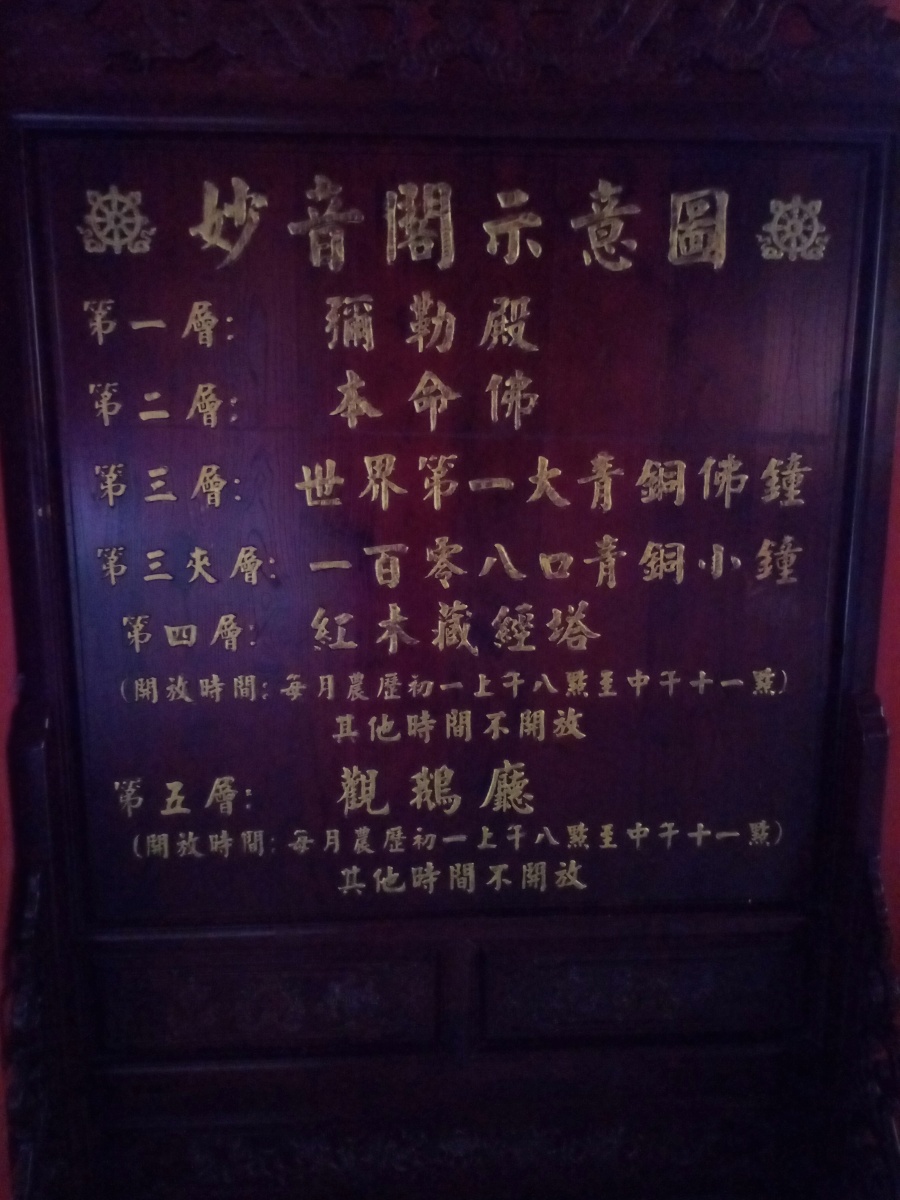 妙音閣示意圖
第一層：彌勒殿
第二層：本命佛
第三層：世界第一大青銅佛鐘
第三夾層：一百零八口青銅小鐘
第四層：紅木藏經塔
（開放時間：每月農歷初一上午八點至中午十一點）
其他時間不開放
第五層：觀鵝廳
（開放時間：每月農歷初一上午八點至中午十一點）
其他時間不開放